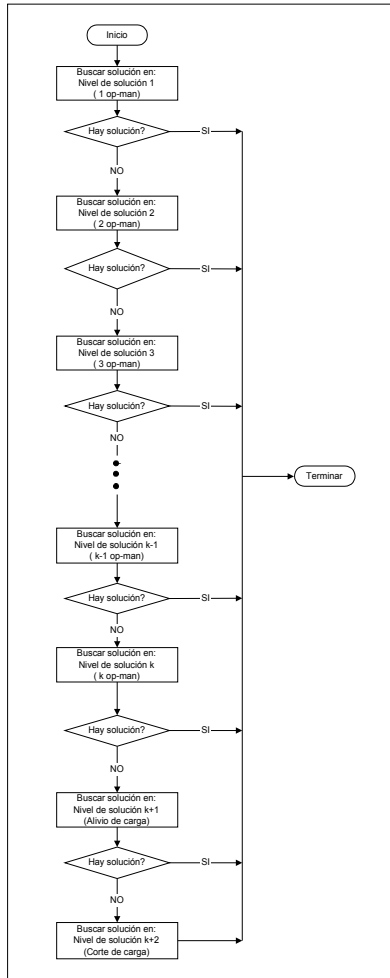 Inicio
Buscar solución en:
Nivel de solución 1
( 1 op-man)
Hay solución?
SI
NO
Buscar solución en:
Nivel de solución 2
( 2 op-man)
Hay solución?
SI
NO
Buscar solución en:
Nivel de solución 3
( 3 op-man)
Hay solución?
SI
NO
Terminar
Buscar solución en:
Nivel de solución k-1
( k-1 op-man)
Hay solución?
SI
NO
Buscar solución en:
Nivel de solución k
( k op-man)
Hay solución?
SI
NO
Buscar solución en:
Nivel de solución k+1
(Alivio de carga)
Hay solución?
SI
NO
Buscar solución en:
Nivel de solución k+2
(Corte de carga)